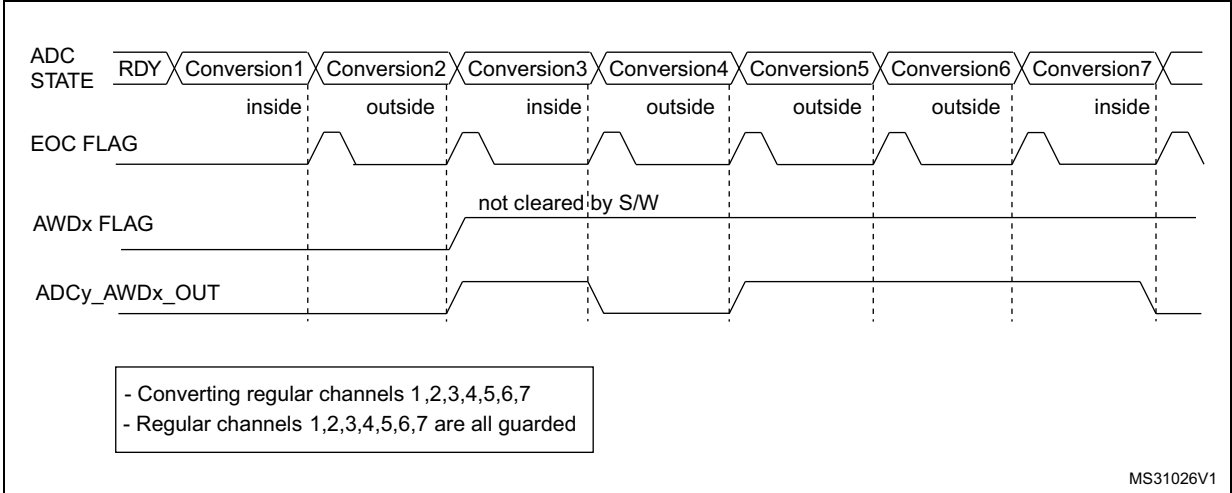 ADC
STATE
RDY Conversion1 Conversion2 Conversion3 Conversion4 Conversion5 Conversion6 Conversion7
inside outside inside outside outside outside inside
EOC FLAG
not cleared by S/W
AWDx FLAG
ADCy_AWDx_OUT
- Converting regular channels 1,2,3,4,5,6,7
- Regular channels 1,2,3,4,5,6,7 are all guarded
MS31026V1